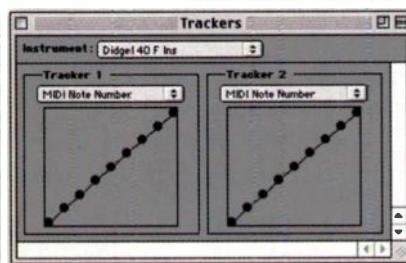 Trackers
Instrument: Didgel 40 F Ins
Tracker 1
Tracker 2
MIDI Note Number
MIDI Note Number